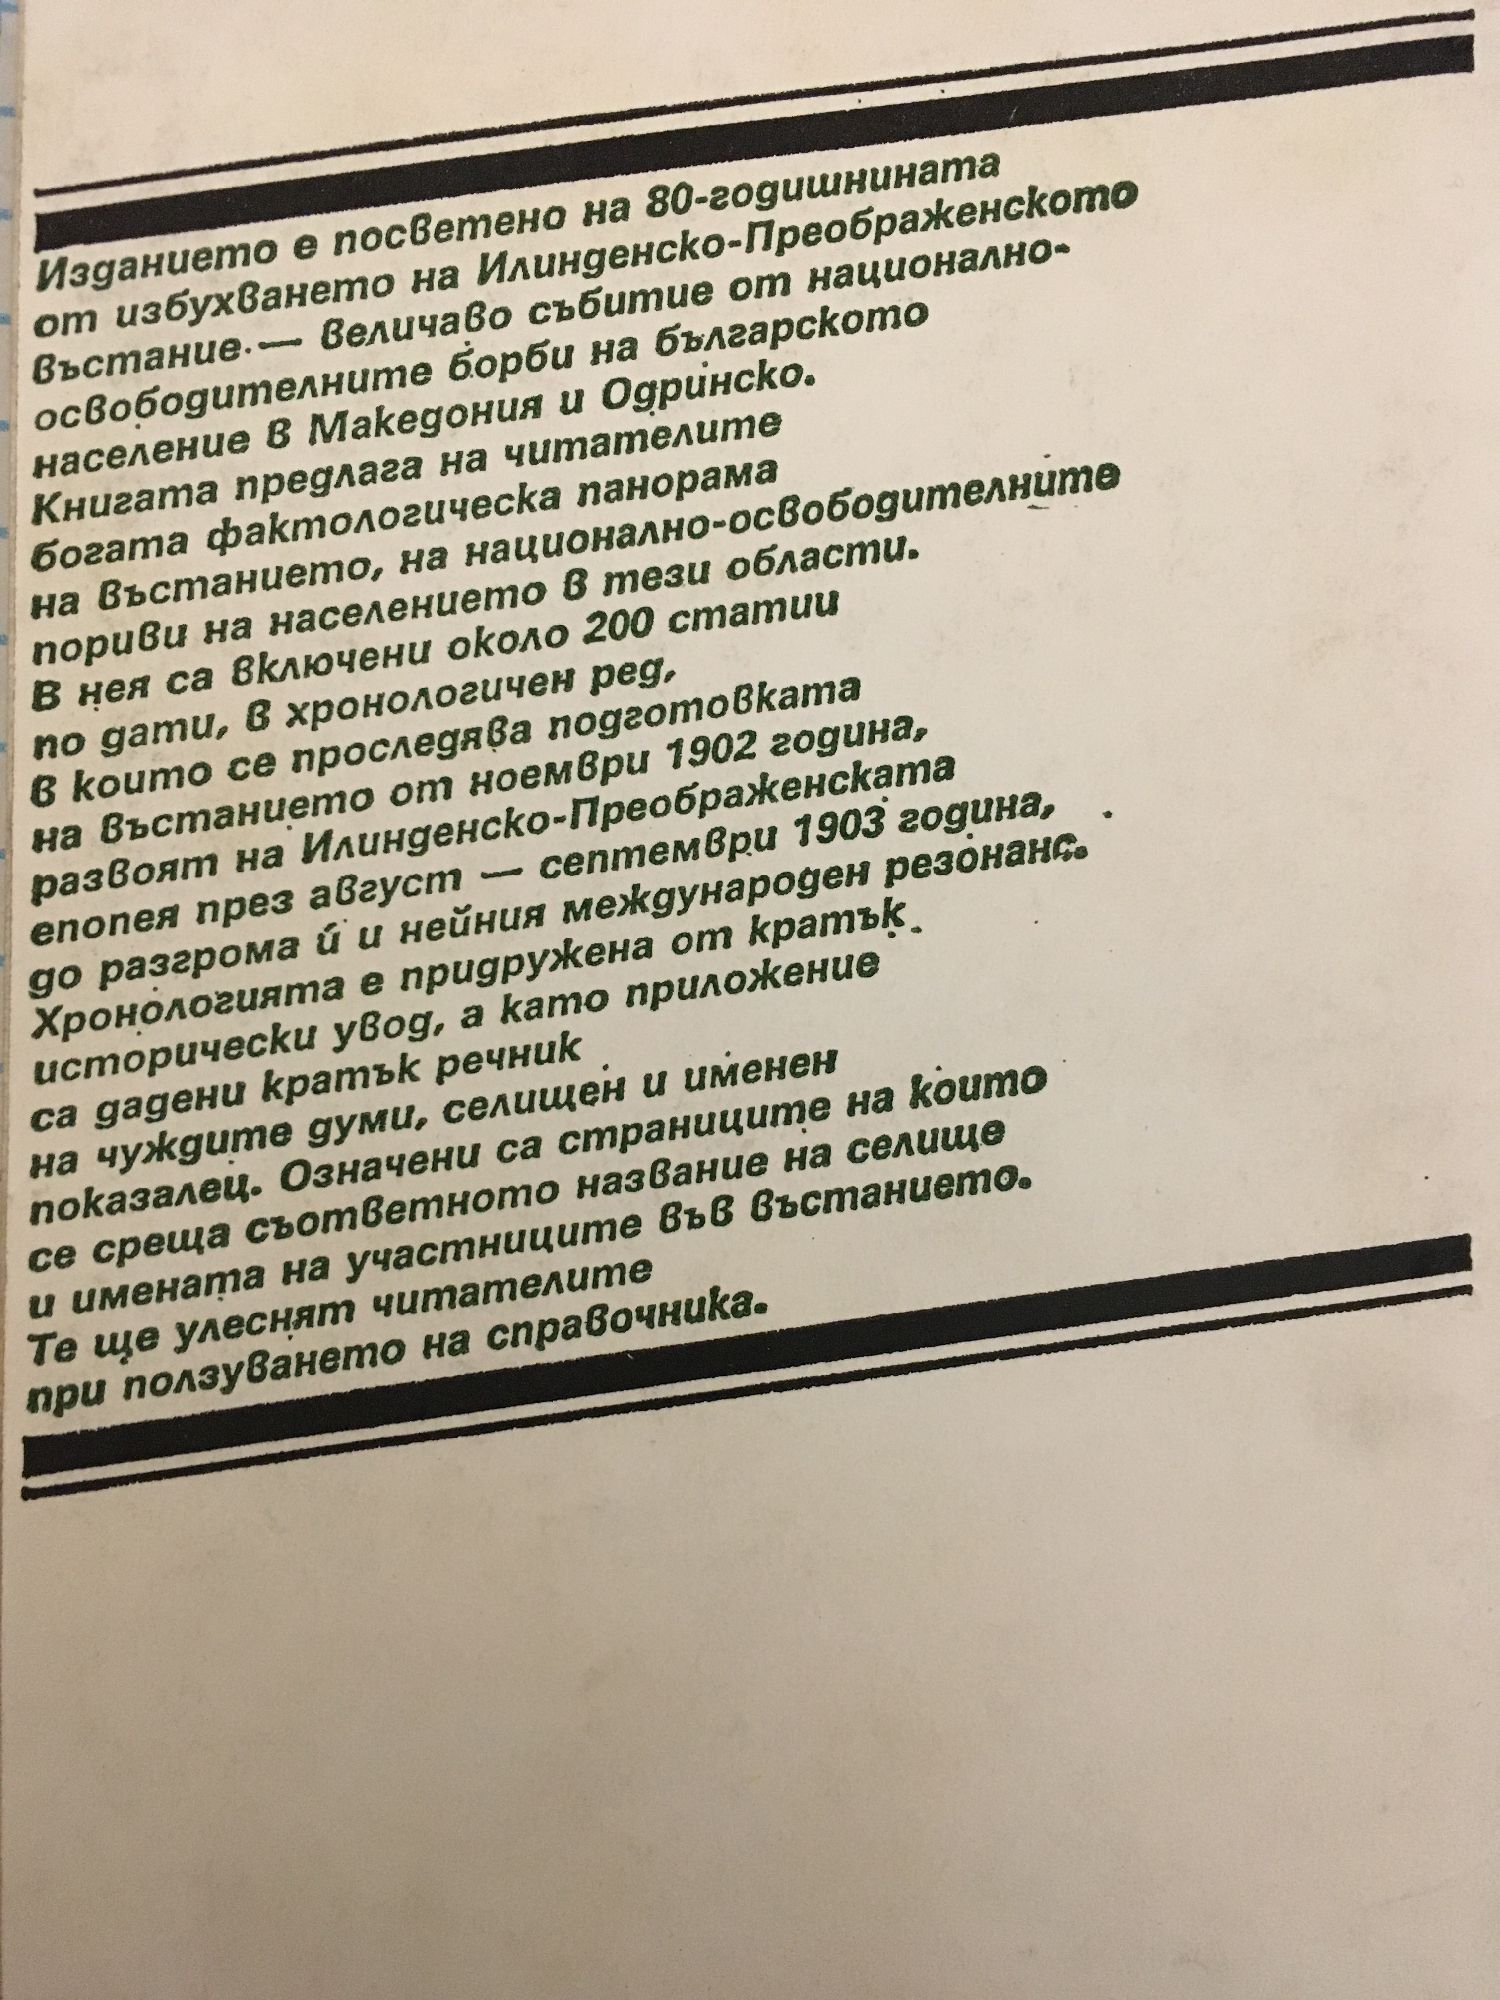 Изданието е посветено на 80-годишнината
от избухването на Илинденско-Преображенското
въстание — величаво събитие от национално-
освободителните борби на българското
население в Македония и Одринско.
Книгата предлага на читателите
богата фактологическа панорама
на въстанието, на национално-освободителните
пориви на населението в тези области.
В нея са включени около 200 статии
по дати, в хронологичен ред,
в които се проследява подготовката
на въстанието от ноември 1902 година,
развоят на Илинденско-Преображенската
епопея през август — септември 1903 година,
до разгрома ѝ и нейния международен резонанс.
Хронологията е придружена от кратък
исторически увод, а като приложение
са дадени кратък речник
на чуждите думи, селищен и именен
показалец. Означени са страниците на които
се среща съответното название на селище
и имената на участниците във въстанието.
Те ще улеснят читателите
при ползуването на справочника.